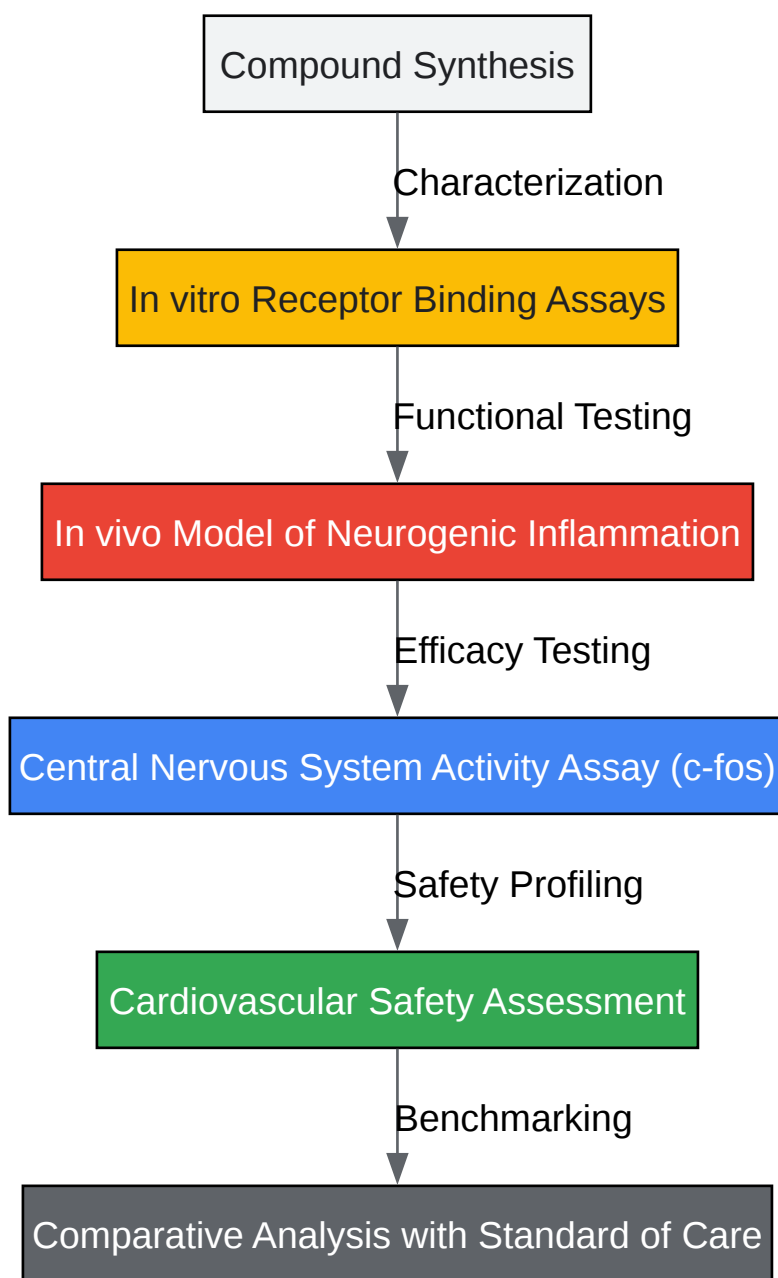 Compound Synthesis
Characterization
In vitro Receptor Binding Assays
Functional Testing
In vivo Model of Neurogenic Inflammation
Efficacy Testing
Central Nervous System Activity Assay (c-fos)
Safety Profiling
Cardiovascular Safety Assessment
Benchmarking
Comparative Analysis with Standard of Care